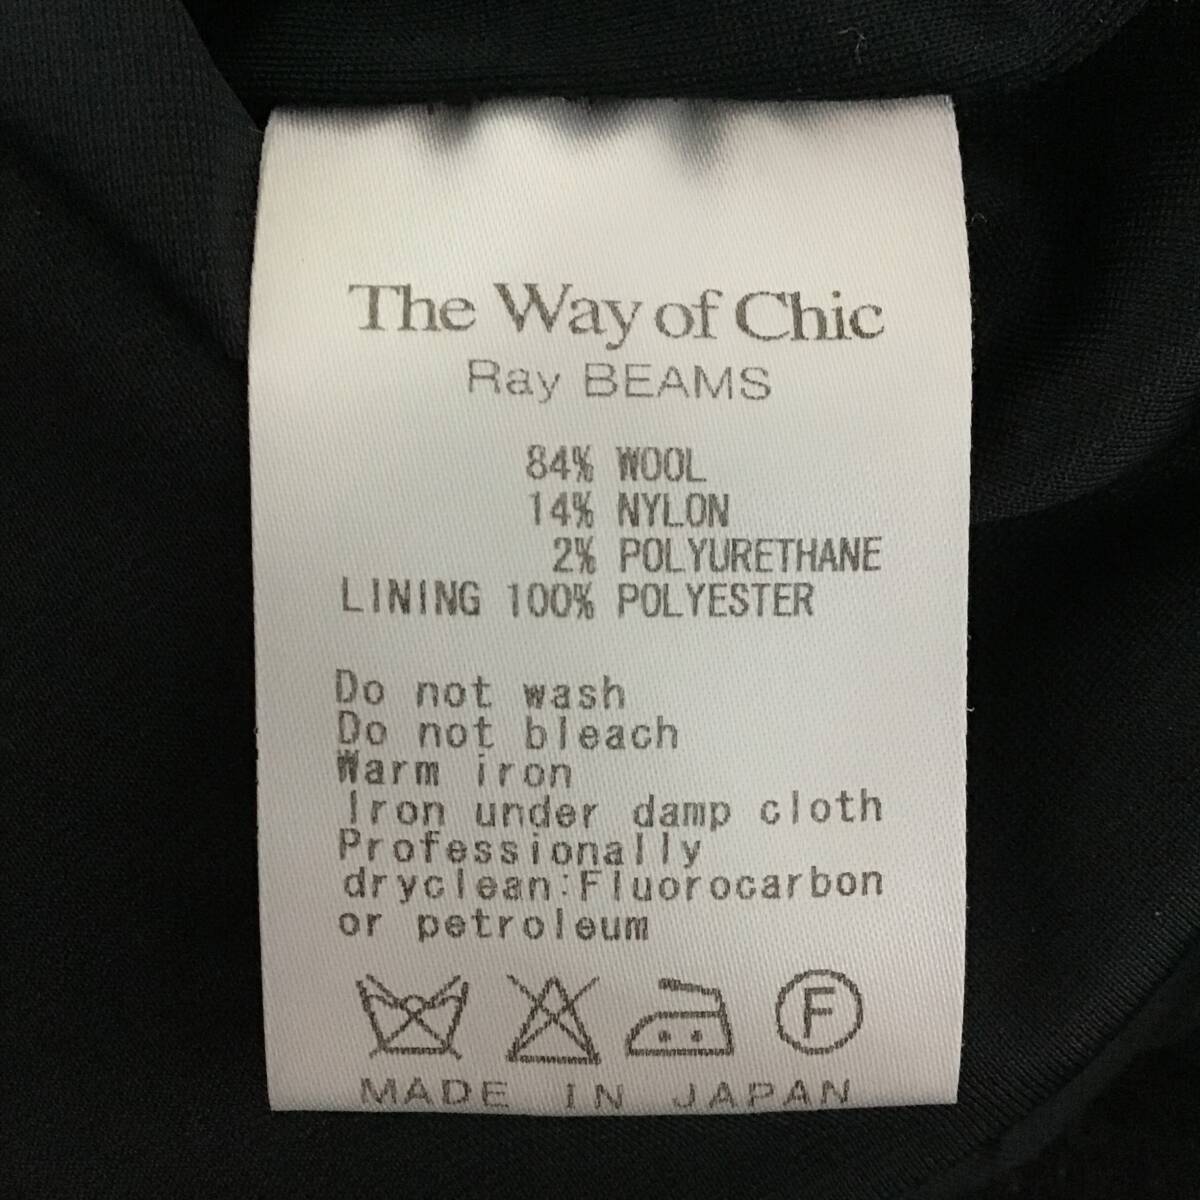 The Way of Chic
Ray BEAMS
84% WOOL
14% NYLON
2% POLYURETHANE
LINING 100% POLYESTER
Do not wash
Do not bleach
Warm iron
Iron under damp cloth
Professionally
dryclean:Fluorocarbon
or petroleum
F
MADE IN JAPAN